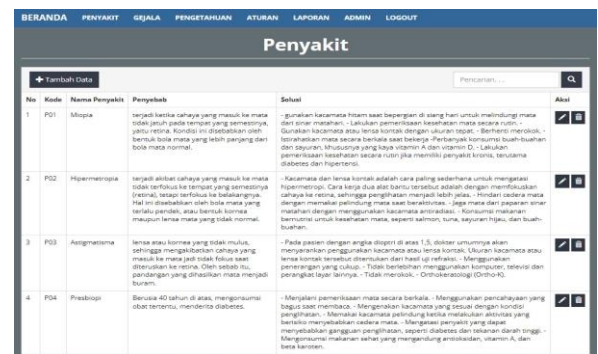 BERANDA PENYAKIT GEJALA PENGETAHUAN ATURAN LAPORAN ADMIN LOGOUT
Penyakit
+ Tambah Data
Pencarian. . .
No Kode Nama Penyakit Penyebab Solusi Aksi
1 P01 Miopia
terjadi ketika cahaya yang masuk ke mata
tidak jatuh pada tempat yang semestinya,
yaitu retina. Kondisi ini disebabkan oleh
bentuk bola mata yang lebih panjang dari
bola mata normal.
- gunakan kacamata hitam saat bepergian di siang hari untuk melindungi mata
dari sinar matahari. - Lakukan pemeriksaan kesehatan mata secara rutin. -
Gunakan kacamata atau lensa kontak dengan ukuran tepat. - Berhenti merokok. -
Istirahatkan mata secara berkala saat bekerja -Perbanyak konsumsi buah-buahan
dan sayuran, khususnya yang kaya vitamin A dan vitamin D. - Lakukan
pemeriksaan kesehatan secara rutin jika memiliki penyakit kronis, terutama
diabetes dan hipertensi.
2 P02 Hipermetropia
terjadi akibat cahaya yang masuk ke mata
tidak terfokus ke tempat yang semestinya
(retina), tetapi terfokus ke belakangnya.
Hal ini disebabkan oleh bola mata yang
terlalu pendek, atau bentuk kornea
maupun lensa mata yang tidak normal.
- Kacamata dan lensa kontak adalah cara paling sederhana untuk mengatasi
hipermetropi. Cara kerja dua alat bantu tersebut adalah dengan memfokuskan
cahaya ke retina, sehingga penglihatan menjadi lebih jelas. - Hindari cedera mata
dengan memakai pelindung mata saat beraktivitas. - Jaga mata dari paparan sinar
matahari dengan menggunakan kacamata antiradiasi. - Konsumsi makanan
bernutrisi untuk kesehatan mata, seperti salmon, tuna, sayuran hijau, dan buah-
buahan.
3 P03 Astigmatisma
lensa atau kornea yang tidak mulus,
sehingga mengakibatkan cahaya yang
masuk ke mata jadi tidak fokus saat
diteruskan ke retina. Oleh sebab itu,
pandangan yang dihasilkan mata menjadi
buram.
- Pada pasien dengan angka dioptri di atas 1,5; dokter umumnya akan
menyarankan penggunakan kacamata atau lensa kontak. Ukuran kacamata atau
lensa kontak tersebut ditentukan dari hasil uji refraksi. - Menggunakan
penerangan yang cukup. - Tidak berlebihan menggunakan komputer, televisi dan
perangkat layar lainnya. - Tidak merokok. - Orthokeratologi (Ortho-K).
4 P04 Presbiopi
Berusia 40 tahun di atas, mengonsumsi
obat tertentu, menderita diabetes.
- Menjalani pemeriksaan mata secara berkala. - Menggunakan pencahayaan yang
bagus saat membaca. - Mengenakan kacamata yang sesuai dengan kondisi
penglihatan. - Memakai kacamata pelindung ketika melakukan aktivitas yang
berisiko menyebabkan cedera mata. - Mengatasi penyakit yang dapat
menyebabkan gangguan penglihatan, seperti diabetes dan tekanan darah tinggi. -
Mengonsumsi makanan sehat yang mengandung antioksidan, vitamin A, dan
beta karoten.